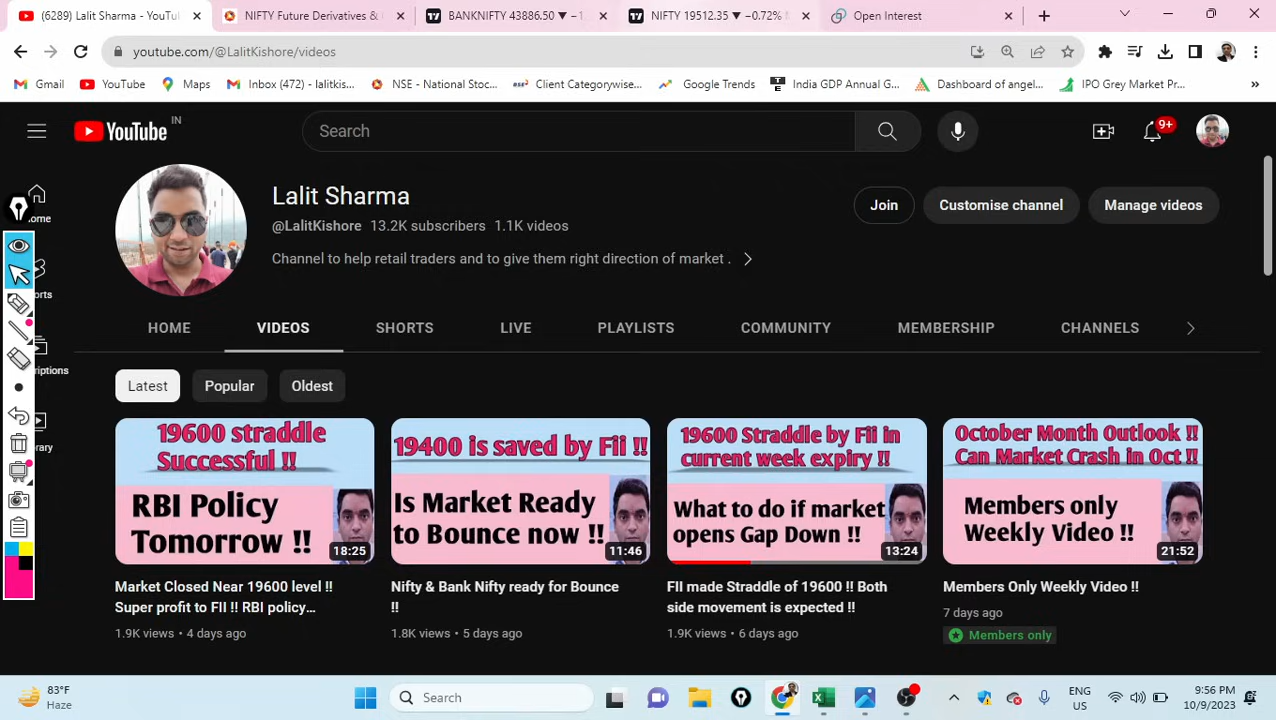 (6289) Lalit Sharma - YouTu
NIFTY Future Derivatives &
BANKNIFTY 43886.50 ▼ −1.
NIFTY 19512.35 ▼ −0.72%
Open Interest
youtube.com/@LalitKishore/videos
Gmail
YouTube
Maps
Inbox (472) - lalitkis...
NSE - National Stoc...
Client Categorywise...
Google Trends
India GDP Annual G...
Dashboard of angel...
IPO Grey Market Pr...
YouTube IN
Search
9+
Lalit Sharma
@LalitKishore 13.2K subscribers 1.1K videos
Channel to help retail traders and to give them right direction of market .
Join
Customise channel
Manage videos
ome
orts
iptions
rary
HOME
VIDEOS
SHORTS
LIVE
PLAYLISTS
COMMUNITY
MEMBERSHIP
CHANNELS
Latest
Popular
Oldest
19600 straddle
Successful !!
RBI Policy
Tomorrow !!
18:25
Market Closed Near 19600 level !!
Super profit to FII !! RBI policy...
1.9K views • 4 days ago
19400 is saved by Fii !!
Is Market Ready
to Bounce now !!
11:46
Nifty & Bank Nifty ready for Bounce
!!
1.8K views • 5 days ago
19600 Straddle by Fii in
current week expiry !!
What to do if market
opens Gap Down !!
13:24
FII made Straddle of 19600 !! Both
side movement is expected !!
1.9K views • 6 days ago
October Month Outlook !!
Can Market Crash in Oct !!
Members only
Weekly Video !!
21:52
Members Only Weekly Video !!
7 days ago
Members only
83°F
Haze
Search
ENG
US
9:56 PM
10/9/2023